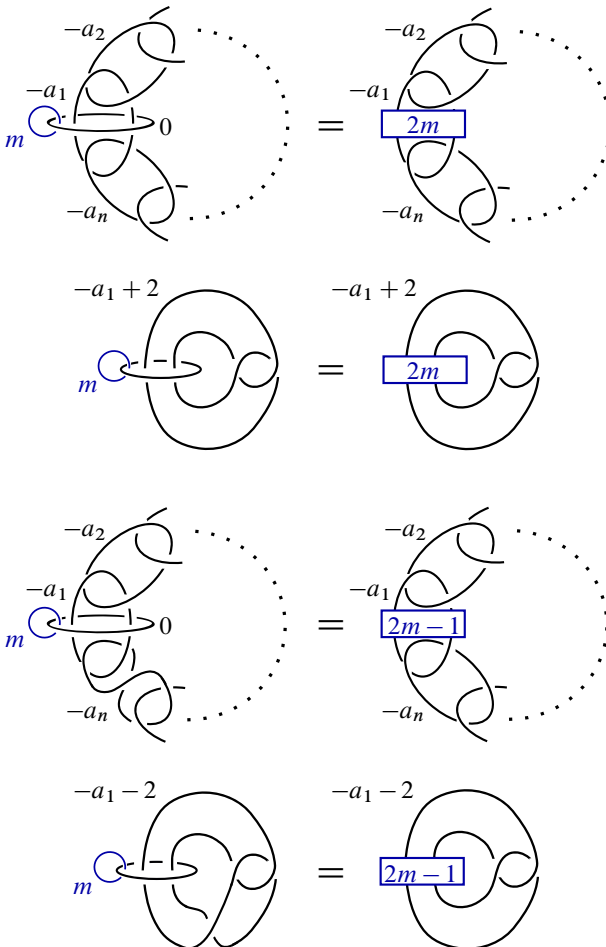 −a₂ −a₂
−a₁ −a₁
m 0 = 2m
−aₙ −aₙ
−a₁ + 2 −a₁ + 2
m = 2m
−a₂ −a₂
−a₁ −a₁
m 0 = 2m − 1
−aₙ −aₙ
−a₁ − 2 −a₁ − 2
m = 2m − 1